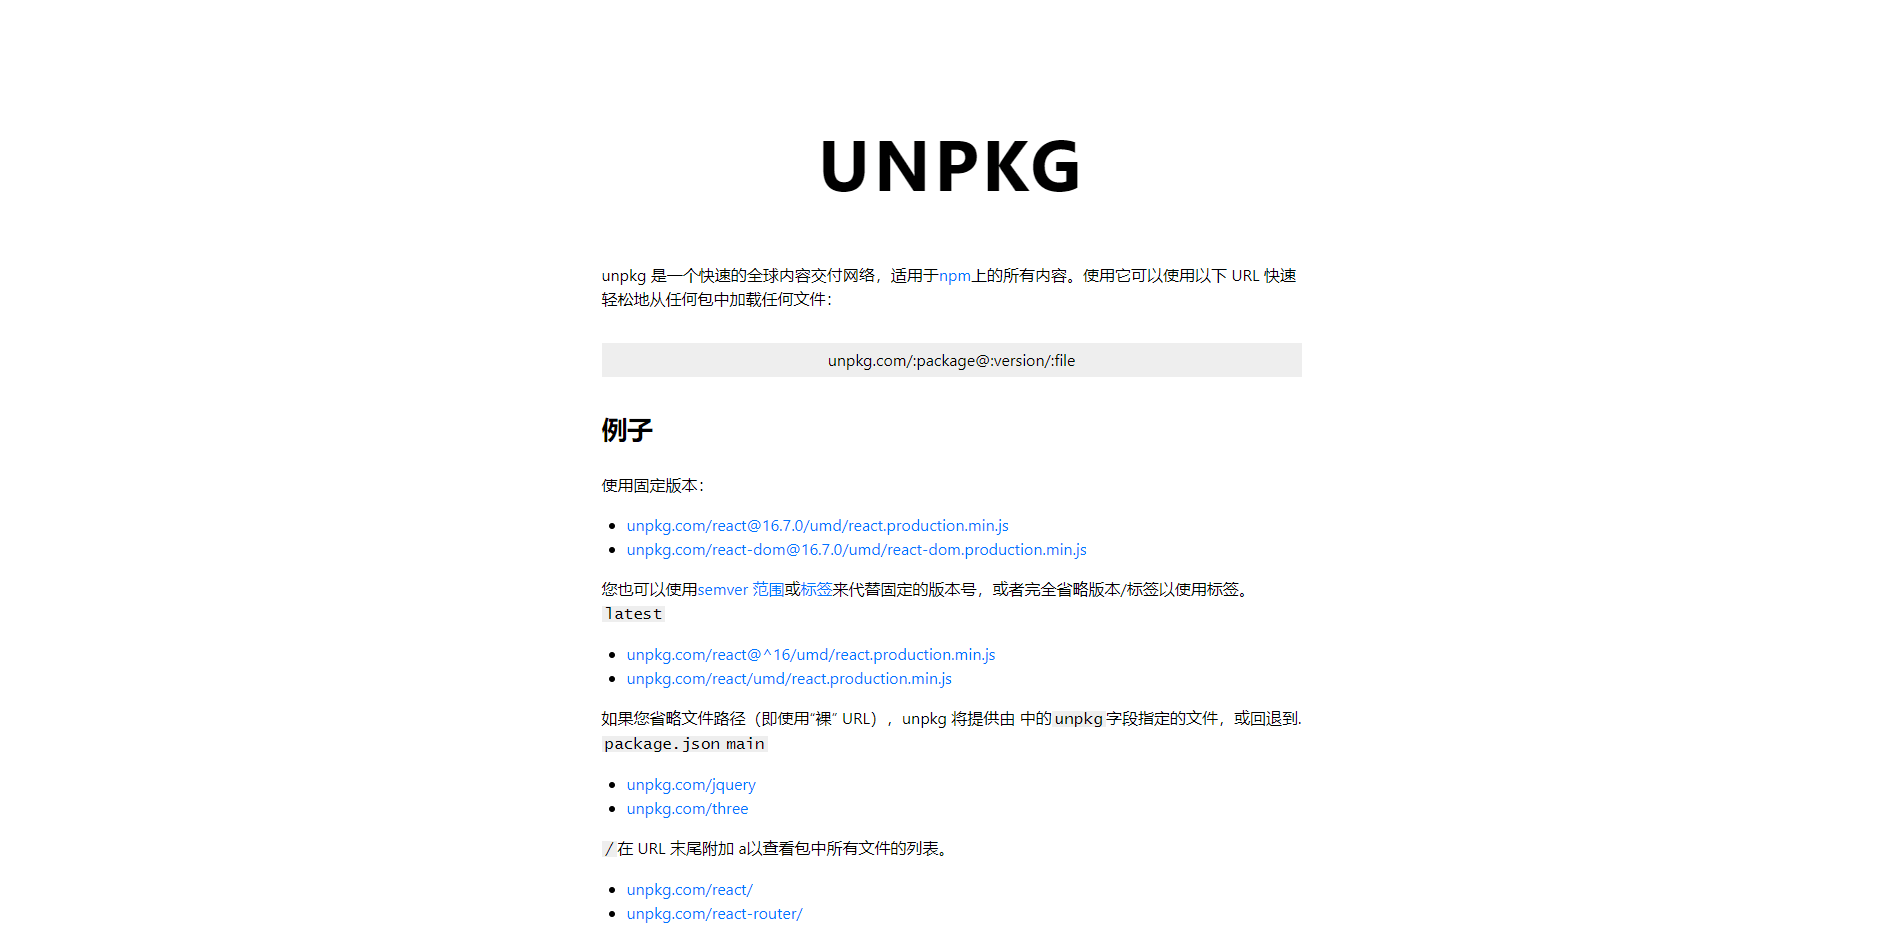 UNPKG
unpkg 是一个快速的全球内容交付网络，适用于npm上的所有内容。使用它可以使用以下 URL 快速
轻松地从任何包中加载任何文件：
unpkg.com/:package@:version/:file
例子
使用固定版本：
unpkg.com/react@16.7.0/umd/react.production.min.js
unpkg.com/react-dom@16.7.0/umd/react-dom.production.min.js
您也可以使用semver 范围或标签来代替固定的版本号，或者完全省略版本/标签以使用标签。
latest
unpkg.com/react@^16/umd/react.production.min.js
unpkg.com/react/umd/react.production.min.js
如果您省略文件路径（即使用“裸” URL），unpkg 将提供由 中的unpkg字段指定的文件，或回退到.
package.json main
unpkg.com/jquery
unpkg.com/three
/在 URL 末尾附加 a以查看包中所有文件的列表。
unpkg.com/react/
unpkg.com/react-router/